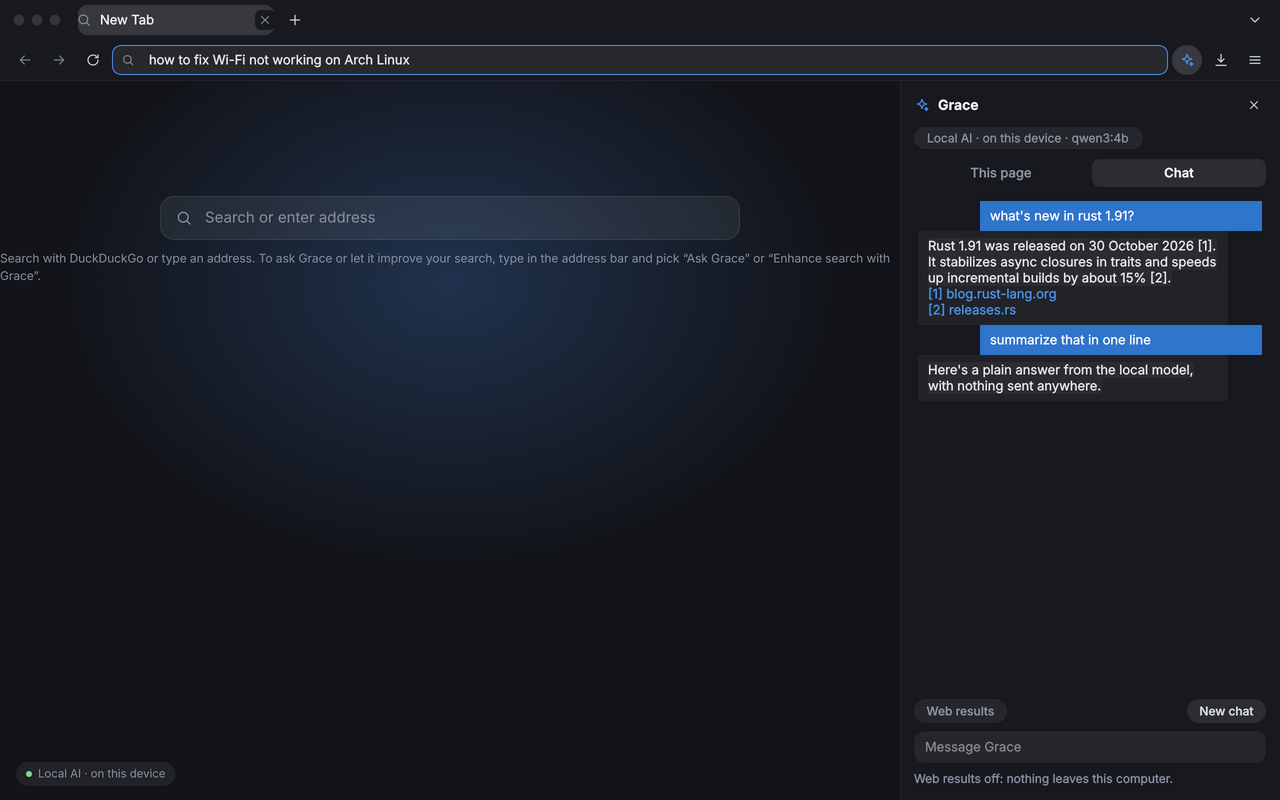 New Tab
how to fix Wi-Fi not working on Arch Linux
Search or enter address
Search with DuckDuckGo or type an address. To ask Grace or let it improve your search, type in the address bar and pick “Ask Grace” or “Enhance search with
Grace”.
Local AI · on this device
Grace
Local AI · on this device · qwen3:4b
This page
Chat
what's new in rust 1.91?
Rust 1.91 was released on 30 October 2026 [1].
It stabilizes async closures in traits and speeds
up incremental builds by about 15% [2].
[1] blog.rust-lang.org
[2] releases.rs
summarize that in one line
Here's a plain answer from the local model,
with nothing sent anywhere.
Web results
New chat
Message Grace
Web results off: nothing leaves this computer.